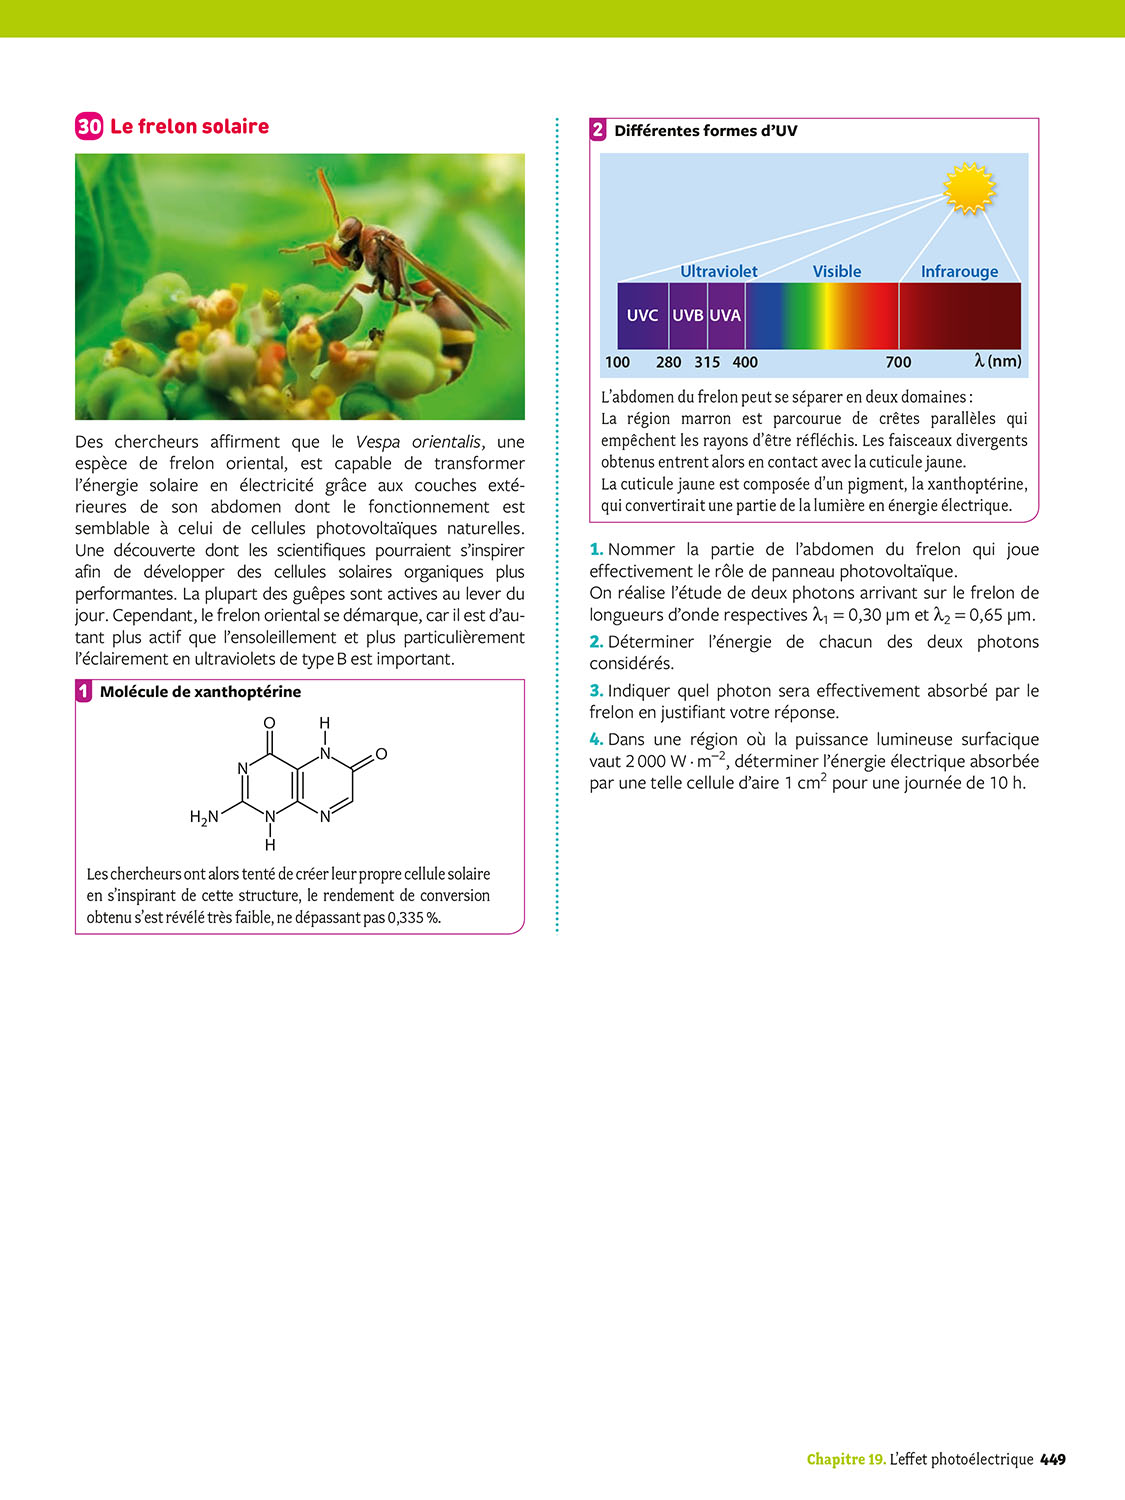 30 Le frelon solaire
Des chercheurs affirment que le Vespa orientalis, une
espèce de frelon oriental, est capable de transformer
l'énergie solaire en électricité grâce aux couches exté-
rieures de son abdomen dont le fonctionnement est
semblable à celui de cellules photovoltaïques naturelles.
Une découverte dont les scientifiques pourraient s'inspirer
afin de développer des cellules solaires organiques plus
performantes. La plupart des guêpes sont actives au lever du
jour. Cependant, le frelon oriental se démarque, car il est d'au-
tant plus actif que l'ensoleillement et plus particulièrement
l'éclairement en ultraviolets de type B est important.
1 Molécule de xanthoptérine
O H
N O
N
H₂N N N
H
Les chercheurs ont alors tenté de créer leur propre cellule solaire
en s'inspirant de cette structure, le rendement de conversion
obtenu s'est révélé très faible, ne dépassant pas 0,335 %.
2 Différentes formes d'UV
Ultraviolet Visible Infrarouge
UVC UVB UVA
100 280 315 400 700 λ (nm)
L'abdomen du frelon peut se séparer en deux domaines :
La région marron est parcourue de crêtes parallèles qui
empêchent les rayons d'être réfléchis. Les faisceaux divergents
obtenus entrent alors en contact avec la cuticule jaune.
La cuticule jaune est composée d'un pigment, la xanthoptérine,
qui convertirait une partie de la lumière en énergie électrique.
1. Nommer la partie de l'abdomen du frelon qui joue
effectivement le rôle de panneau photovoltaïque.
On réalise l'étude de deux photons arrivant sur le frelon de
longueurs d'onde respectives λ₁ = 0,30 µm et λ₂ = 0,65 µm.
2. Déterminer l'énergie de chacun des deux photons
considérés.
3. Indiquer quel photon sera effectivement absorbé par le
frelon en justifiant votre réponse.
4. Dans une région où la puissance lumineuse surfacique
vaut 2 000 W · m⁻², déterminer l'énergie électrique absorbée
par une telle cellule d'aire 1 cm² pour une journée de 10 h.
Chapitre 19. L'effet photoélectrique 449